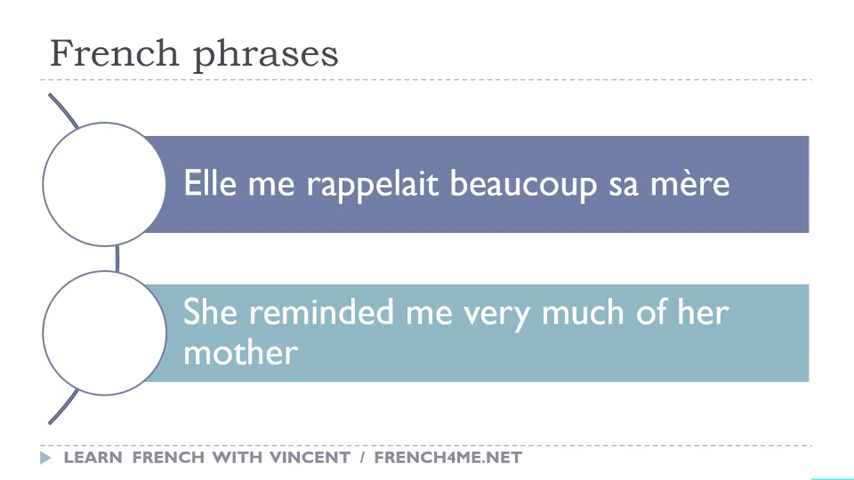 French phrases
Elle me rappelait beaucoup sa mère
She reminded me very much of her
mother
LEARN FRENCH WITH VINCENT / FRENCH4ME.NET